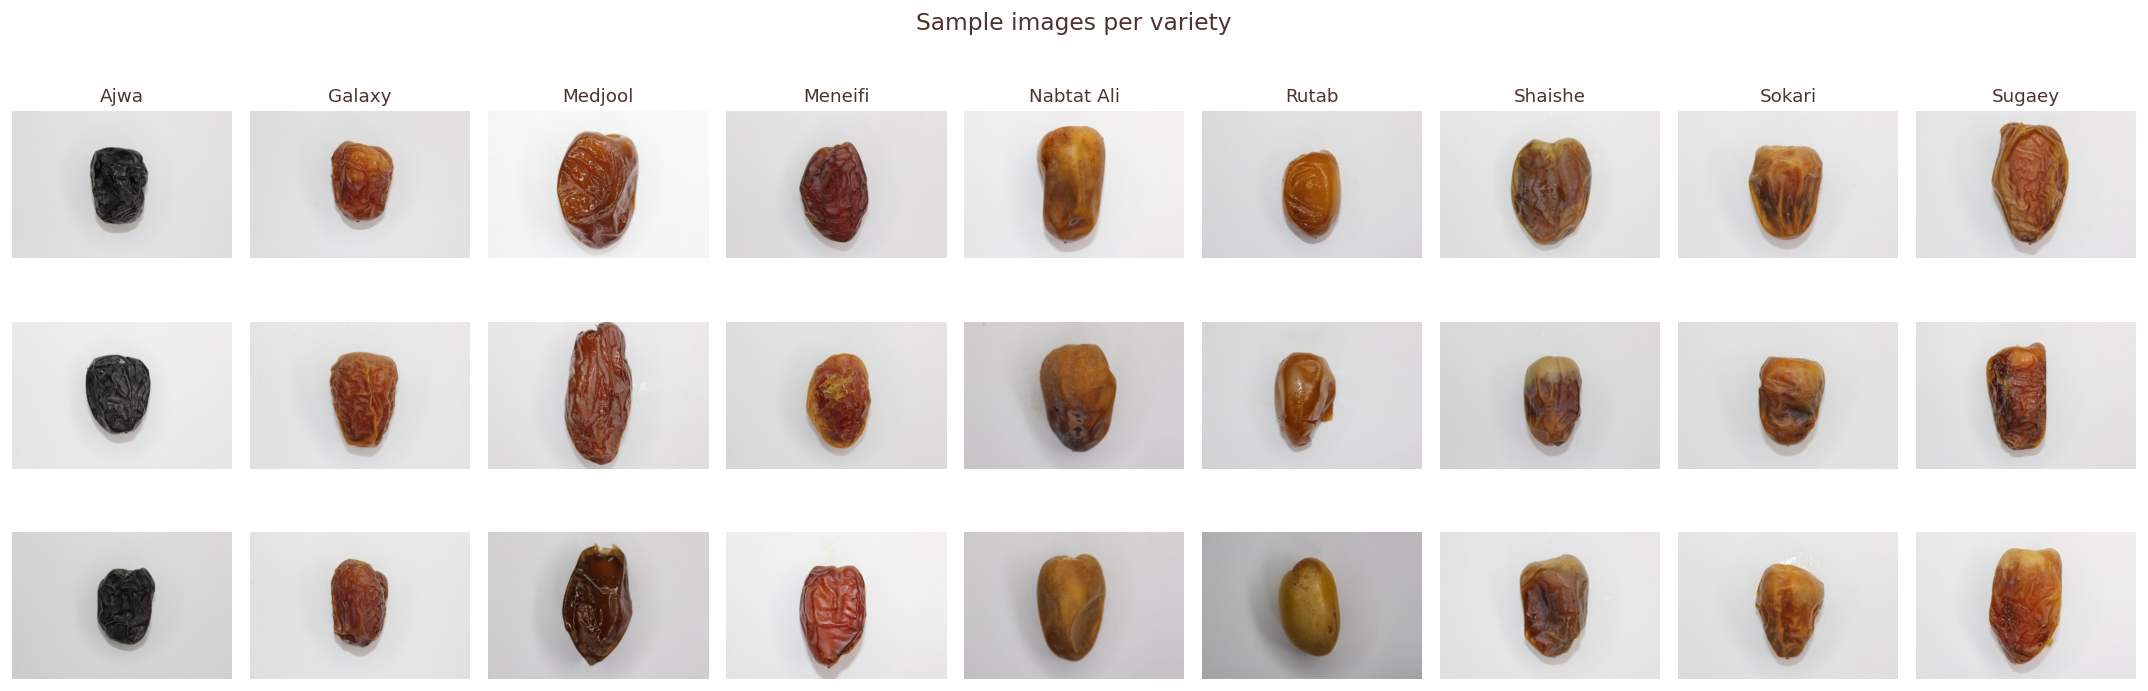 Sample images per variety
Ajwa Galaxy Medjool Meneifi Nabtat Ali Rutab Shaishe Sokari Sugaey